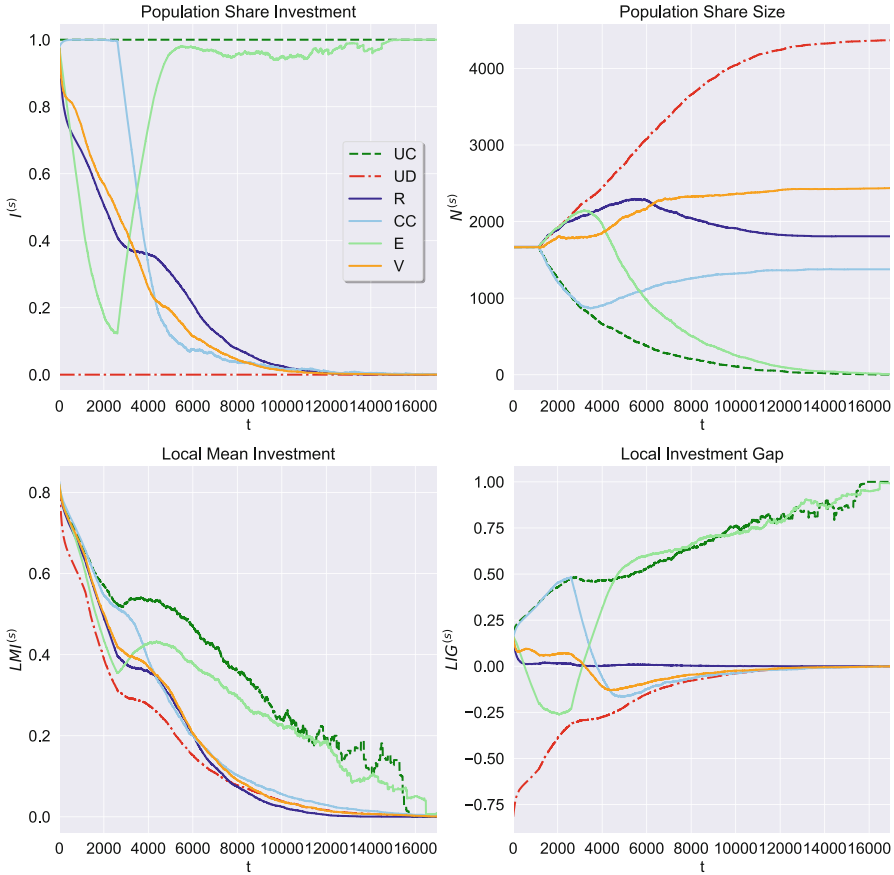 Population Share Investment
1.0
0.8
0.6
0.4
0.2
0.0
I(s)
0 2000 4000 6000 8000 10000 12000 14000 16000
t
UC
UD
R
CC
E
V
Population Share Size
4000
3000
2000
1000
0
N(s)
0 2000 4000 6000 8000 10000 12000 14000 16000
t
Local Mean Investment
0.8
0.6
0.4
0.2
0.0
LMI(s)
0 2000 4000 6000 8000 10000 12000 14000 16000
t
Local Investment Gap
1.00
0.75
0.50
0.25
0.00
−0.25
−0.50
−0.75
LIG(s)
0 2000 4000 6000 8000 10000 12000 14000 16000
t